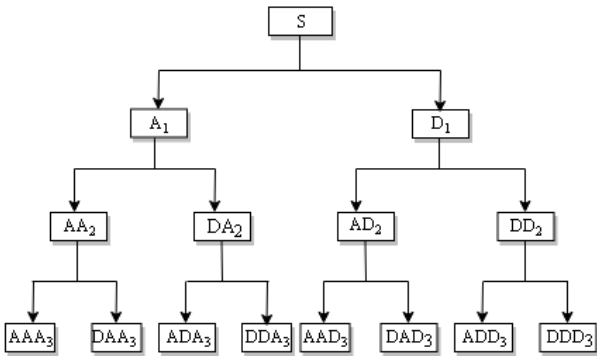 S
A₁ D₁
AA₂ DA₂ AD₂ DD₂
AAA₃ DAA₃ ADA₃ DDA₃ AAD₃ DAD₃ ADD₃ DDD₃